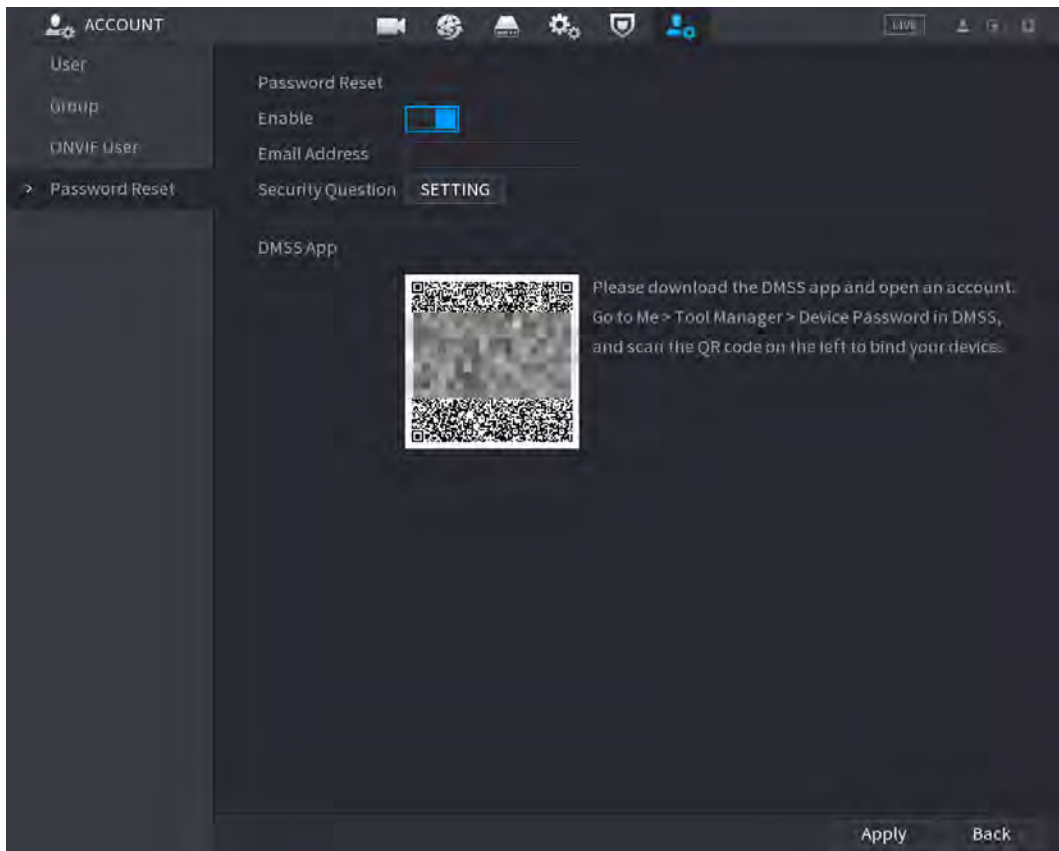 ACCOUNT
LIVE
User
Group
ONVIF User
> Password Reset
Password Reset
Enable
Email Address
Security Question SETTING
DMSS App
Please download the DMSS app and open an account.
Go to Me > Tool Manager > Device Password in DMSS,
and scan the QR code on the left to bind your device.
Apply Back